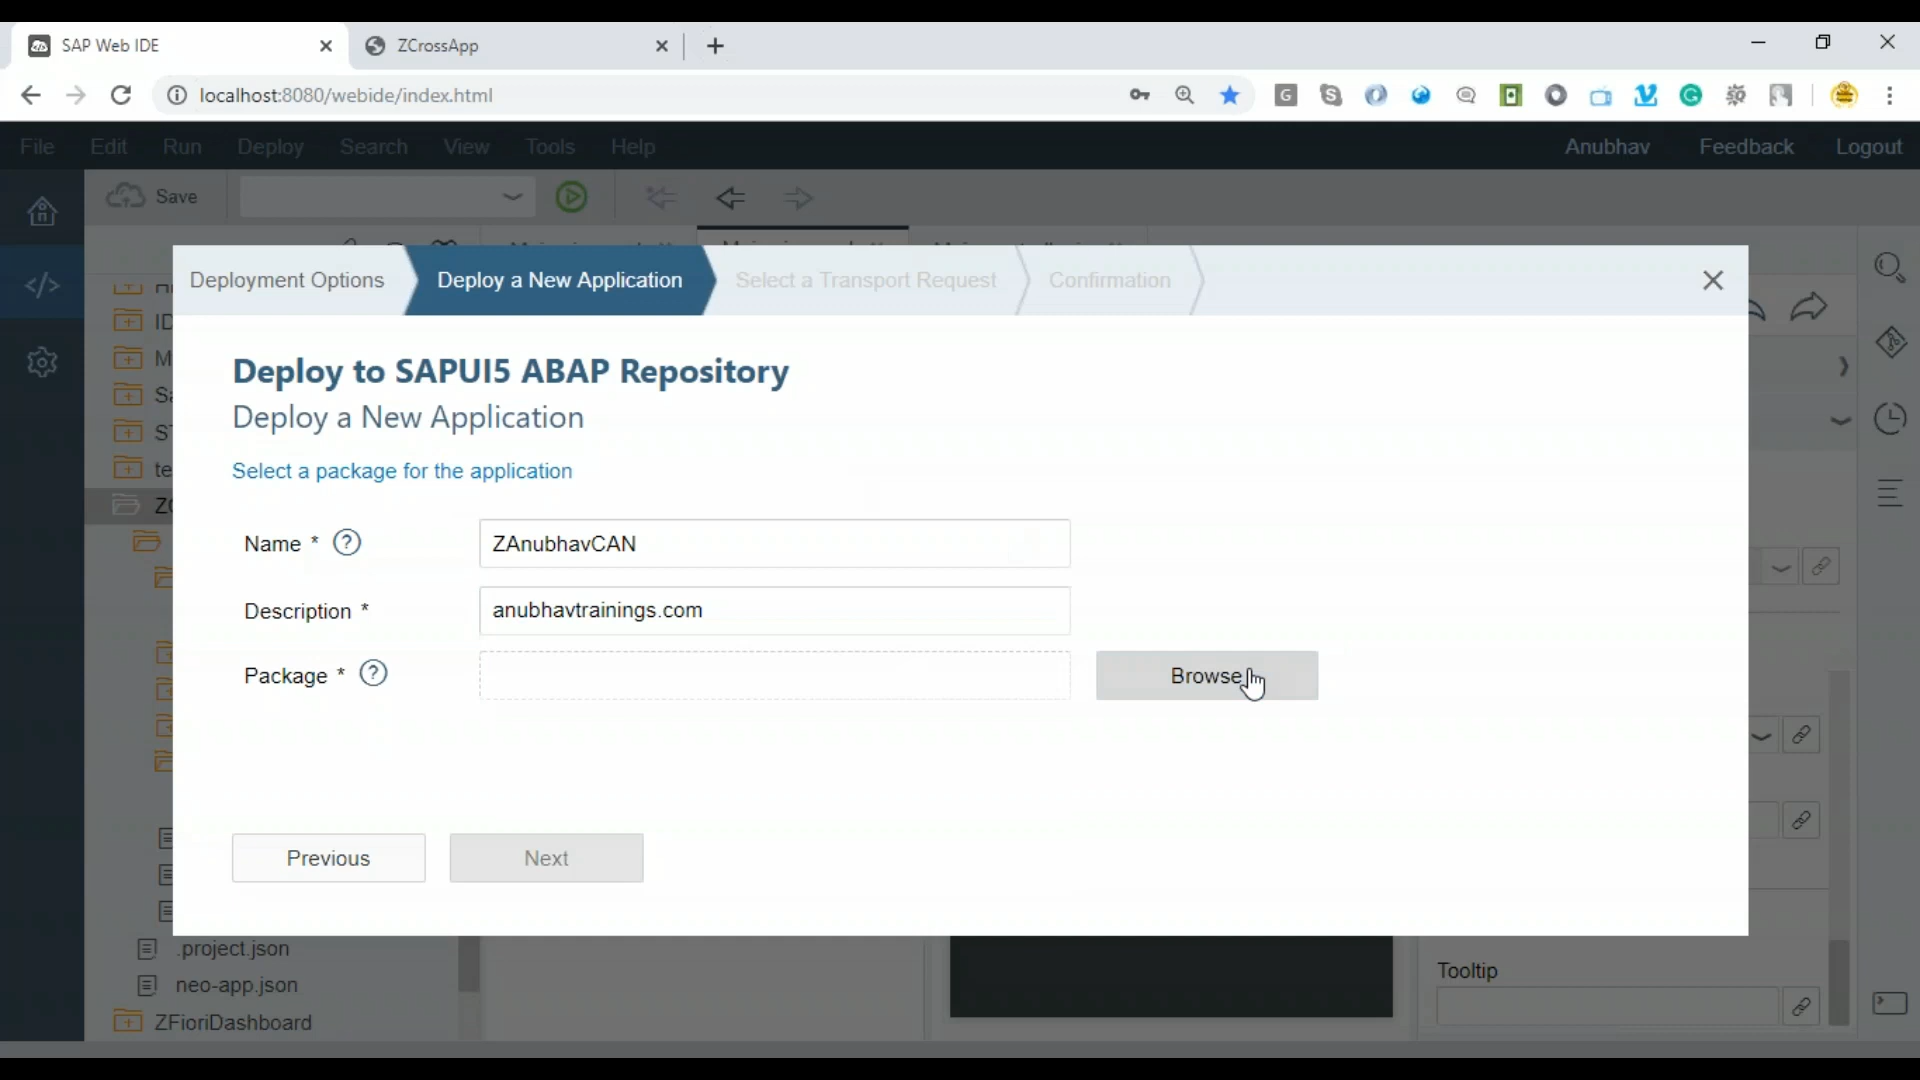 SAP Web IDE
ZCrossApp
localhost:8080/webide/index.html
File Edit Run Deploy Search View Tools Help
Anubhav Feedback Logout
Save
Deployment Options
Deploy a New Application
Select a Transport Request
Confirmation
Deploy to SAPUI5 ABAP Repository
Deploy a New Application
Select a package for the application
Name * ?
ZAnubhavCAN
Description *
anubhavtrainings.com
Package * ?
Browse
Previous
Next
.project.json
neo-app.json
ZFioriDashboard
Tooltip